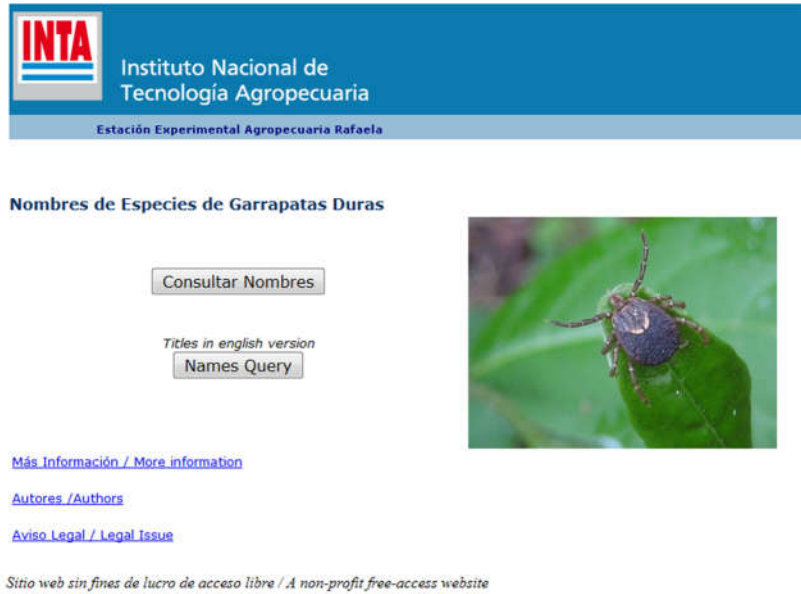 INTA
Instituto Nacional de
Tecnología Agropecuaria
Estación Experimental Agropecuaria Rafaela
Nombres de Especies de Garrapatas Duras
Consultar Nombres
Titles in english version
Names Query
Más Información / More information
Autores /Authors
Aviso Legal / Legal Issue
Sitio web sin fines de lucro de acceso libre / A non-profit free-access website